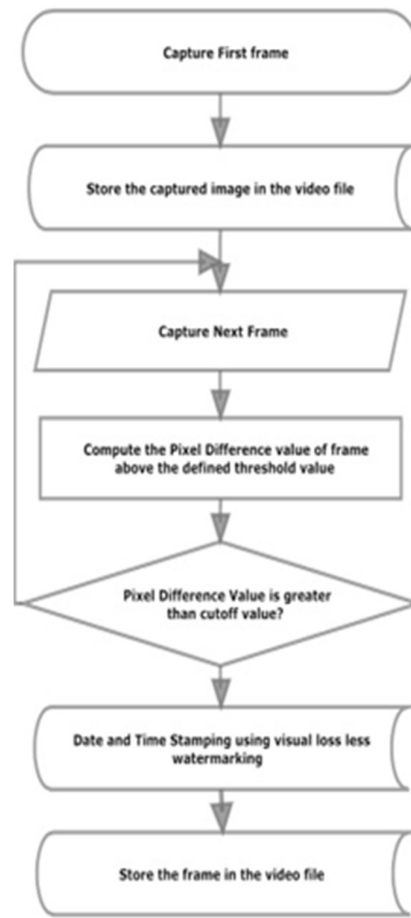 Capture First frame
Store the captured image in the video file
Capture Next Frame
Compute the Pixel Difference value of frame
above the defined threshold value
Pixel Difference Value is greater
than cutoff value?
Date and Time Stamping using visual loss less
watermarking
Store the frame in the video file